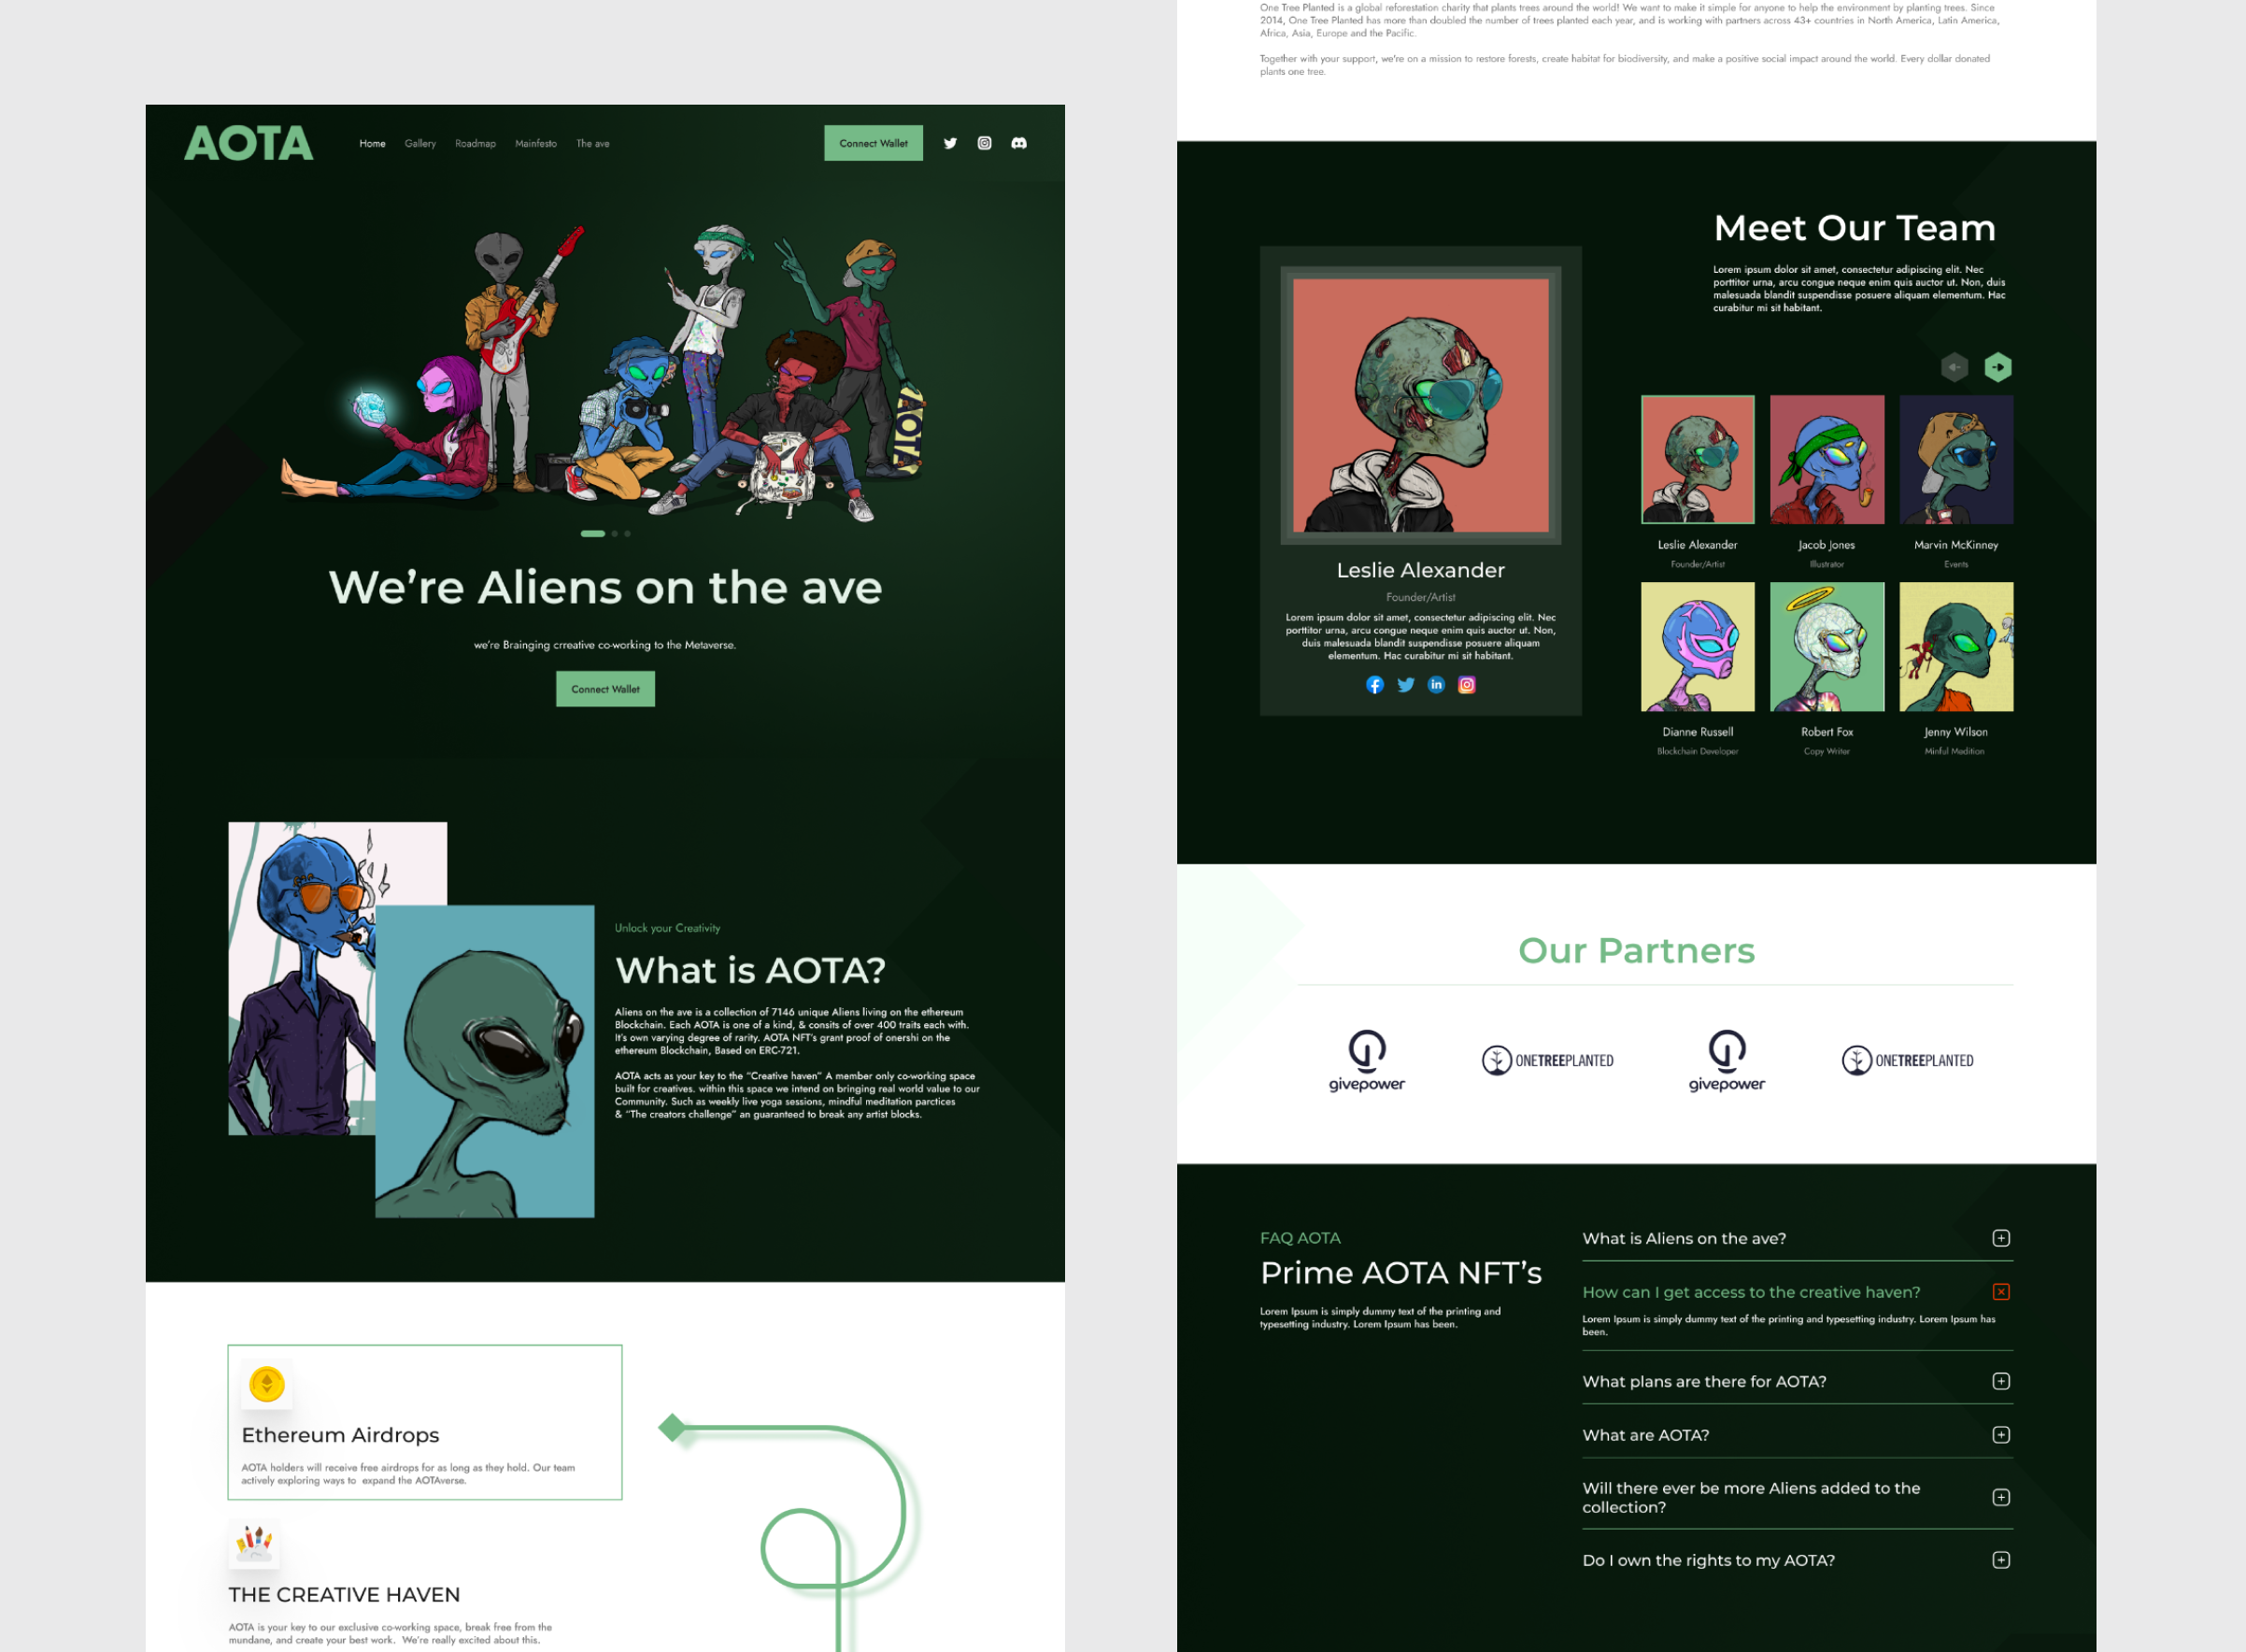 AOTA
Home
Gallery
Roadmap
Mainfesto
The ave
Connect Wallet
AOTA
We're Aliens on the ave
we're Brainging crreative co-working to the Metaverse.
Connect Wallet
Unlock your Creativity
What is AOTA?
Aliens on the ave is a collection of 7146 unique Aliens living on the ethereum
Blockchain. Each AOTA is one of a kind, & consits of over 400 traits each with.
It's own varying degree of rarity. AOTA NFT's grant proof of onershi on the
ethereum Blockchain, Based on ERC-721.
AOTA acts as your key to the “Creative haven” A member only co-working space
built for creatives. within this space we intend on bringing real world value to our
Community. Such as weekly live yoga sessions, mindful meditation parctices
& “The creators challenge” an guaranteed to break any artist blocks.
Ethereum Airdrops
AOTA holders will receive free airdrops for as long as they hold. Our team
actively exploring ways to expand the AOTAverse.
THE CREATIVE HAVEN
AOTA is your key to our exclusive co-working space, break free from the
mundane, and create your best work. We're really excited about this.
One Tree Planted is a global reforestation charity that plants trees around the world! We want to make it simple for anyone to help the environment by planting trees. Since
2014, One Tree Planted has more than doubled the number of trees planted each year, and is working with partners across 43+ countries in North America, Latin America,
Africa, Asia, Europe and the Pacific.
Together with your support, we're on a mission to restore forests, create habitat for biodiversity, and make a positive social impact around the world. Every dollar donated
plants one tree.
Meet Our Team
Lorem ipsum dolor sit amet, consectetur adipiscing elit. Nec
porttitor urna, arcu congue neque enim quis auctor ut. Non, duis
malesuada blandit suspendisse posuere aliquam elementum. Hac
curabitur mi sit habitant.
Leslie Alexander
Founder/Artist
Lorem ipsum dolor sit amet, consectetur adipiscing elit. Nec
porttitor urna, arcu congue neque enim quis auctor ut. Non,
duis malesuada blandit suspendisse posuere aliquam
elementum. Hac curabitur mi sit habitant.
in
Leslie Alexander
Founder/Artist
Jacob Jones
Illustrator
Marvin McKinney
Events
Dianne Russell
Blockchain Developer
Robert Fox
Copy Writer
Jenny Wilson
Minful Madition
Our Partners
givepower
ONETREEPLANTED
givepower
ONETREEPLANTED
FAQ AOTA
Prime AOTA NFT's
Lorem Ipsum is simply dummy text of the printing and
typesetting industry. Lorem Ipsum has been.
What is Aliens on the ave?
How can I get access to the creative haven?
Lorem Ipsum is simply dummy text of the printing and typesetting industry. Lorem Ipsum has
been.
What plans are there for AOTA?
What are AOTA?
Will there ever be more Aliens added to the
collection?
Do I own the rights to my AOTA?